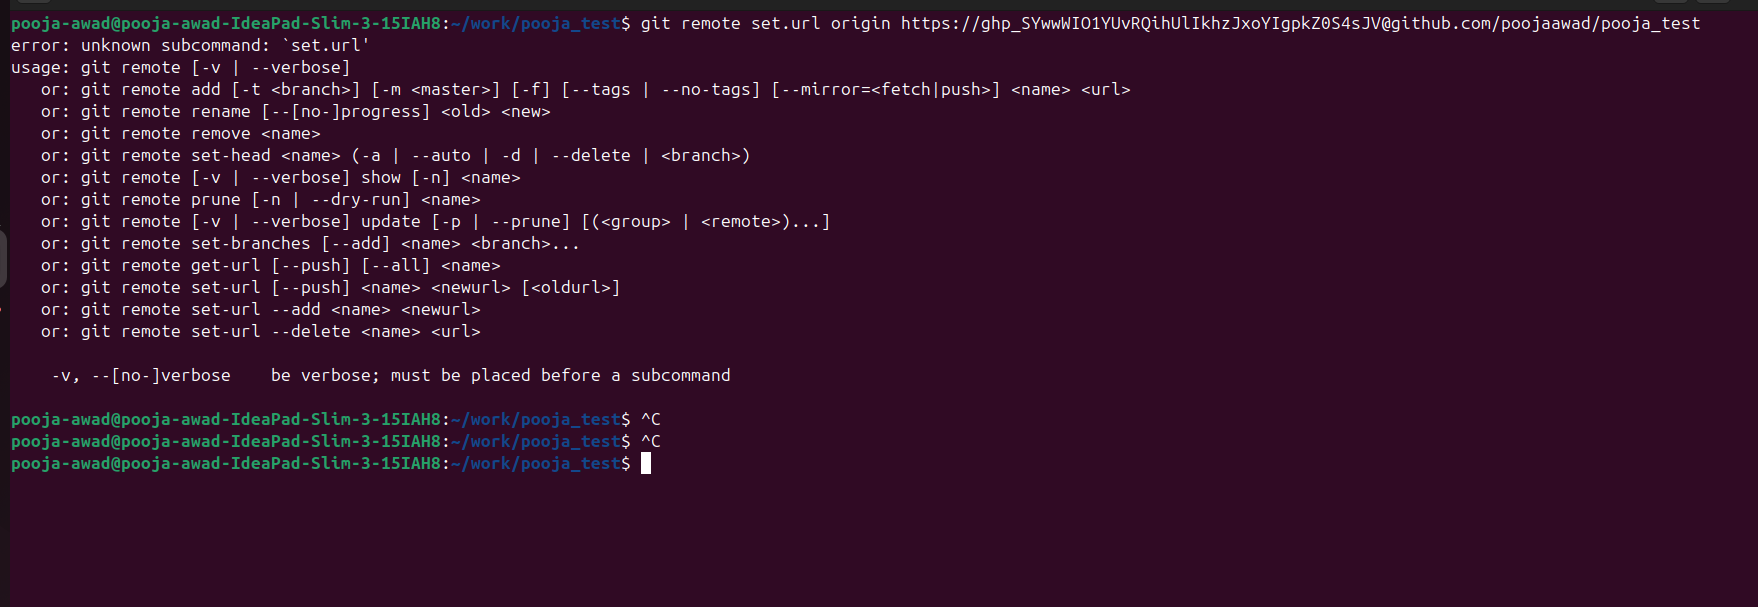 pooja-awad@pooja-awad-IdeaPad-Slim-3-15IAH8:~/work/pooja_test$ git remote set.url origin https://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@github.com/poojaawad/pooja_test
error: unknown subcommand: `set.url'
usage: git remote [-v | --verbose]
   or: git remote add [-t <branch>] [-m <master>] [-f] [--tags | --no-tags] [--mirror=<fetch|push>] <name> <url>
   or: git remote rename [--[no-]progress] <old> <new>
   or: git remote remove <name>
   or: git remote set-head <name> (-a | --auto | -d | --delete | <branch>)
   or: git remote [-v | --verbose] show [-n] <name>
   or: git remote prune [-n | --dry-run] <name>
   or: git remote [-v | --verbose] update [-p | --prune] [(<group> | <remote>)...]
   or: git remote set-branches [--add] <name> <branch>...
   or: git remote get-url [--push] [--all] <name>
   or: git remote set-url [--push] <name> <newurl> [<oldurl>]
   or: git remote set-url --add <name> <newurl>
   or: git remote set-url --delete <name> <url>
    -v, --[no-]verbose    be verbose; must be placed before a subcommand
pooja-awad@pooja-awad-IdeaPad-Slim-3-15IAH8:~/work/pooja_test$ ^C
pooja-awad@pooja-awad-IdeaPad-Slim-3-15IAH8:~/work/pooja_test$ ^C
pooja-awad@pooja-awad-IdeaPad-Slim-3-15IAH8:~/work/pooja_test$